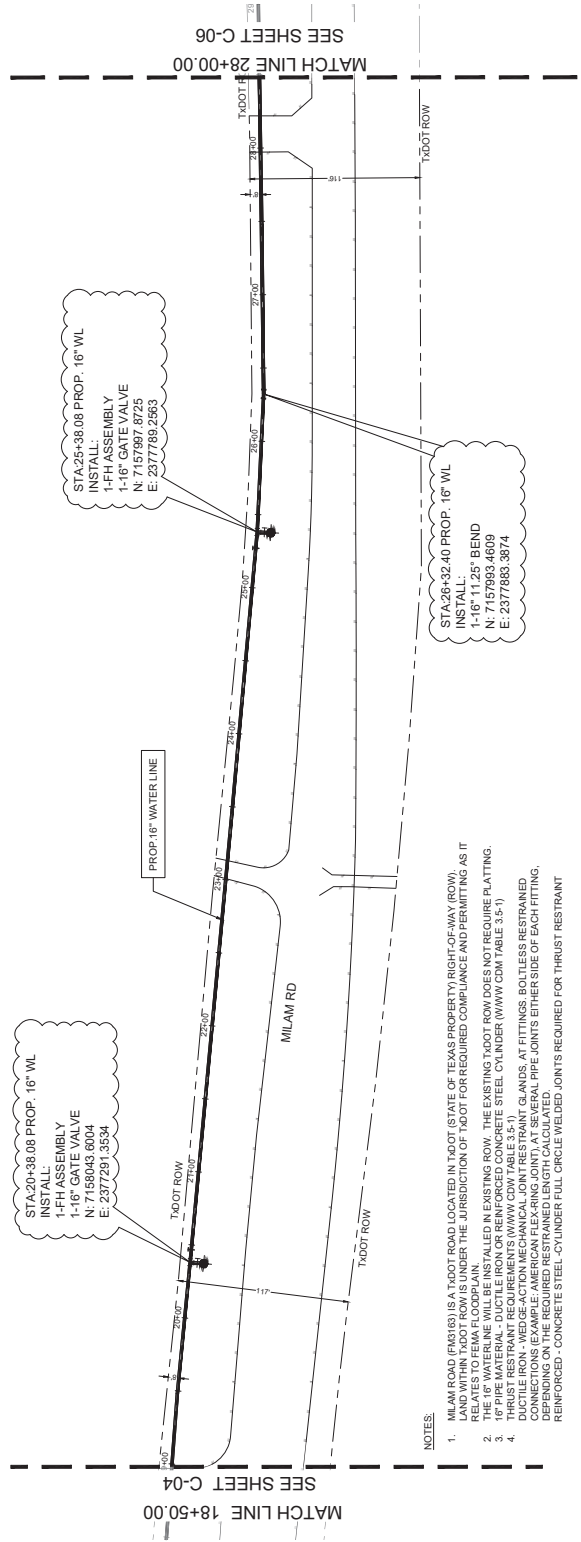 MATCH LINE 18+50.00
SEE SHEET C-04
STA:20+38.08 PROP. 16" WL
INSTALL:
1-FH ASSEMBLY
1-16" GATE VALVE
N: 7158043.6004
E: 2377291.3534
PROP.16" WATER LINE
STA:25+38.08 PROP. 16" WL
INSTALL:
1-FH ASSEMBLY
1-16" GATE VALVE
N: 7157997.8725
E: 2377789.2563
STA:26+32.40 PROP. 16" WL
INSTALL:
1-16" 11.25° BEND
N: 7157993.4609
E: 2377883.3874
TxDOT ROW
TxDOT ROW
TxDOT R
TxDOT ROW
MILAM RD
20+00
21+00
22+00
23+00
24+00
25+00
26+00
27+00
28+00
29
+00
8'
117'
8'
116'
MATCH LINE 28+00.00
SEE SHEET C-06
NOTES:
1. MILAM ROAD (FM3163) IS A TxDOT ROAD LOCATED IN TxDOT (STATE OF TEXAS PROPERTY) RIGHT-OF-WAY (ROW).
LAND WITHIN TxDOT ROW IS UNDER THE JURISDICTION OF TxDOT FOR REQUIRED COMPLIANCE AND PERMITTING AS IT
RELATES TO FEMA FLOODPLAIN.
2. THE 16" WATERLINE WILL BE INSTALLED IN EXISTING ROW. THE EXISTING TxDOT ROW DOES NOT REQUIRE PLATTING.
3. 16" PIPE MATERIAL - DUCTILE IRON OR REINFORCED CONCRETE STEEL CYLINDER (W/WW CDM TABLE 3.5-1)
4. THRUST RESTRAINT REQUIREMENTS (W/WW CDW TABLE 3.5-1)
DUCTILE IRON - WEDGE-ACTION MECHANICAL JOINT RESTRAINT GLANDS, AT FITTINGS, BOLTLESS RESTRAINED
CONNECTIONS (EXAMPLE: AMERICAN FLEX-RING JOINT), AT SEVERAL PIPE JOINTS EITHER SIDE OF EACH FITTING,
DEPENDING ON THE REQUIRED RESTRAINED LENGTH CALCULATED.
REINFORCED - CONCRETE STEEL -CYLINDER FULL CIRCLE WELDED JOINTS REQUIRED FOR THRUST RESTRAINT